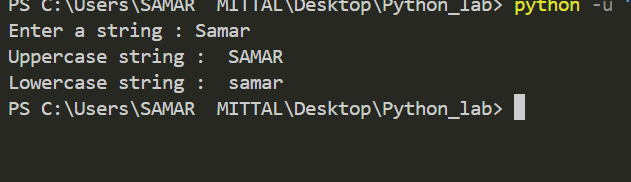 PS C:\Users\SAMAR  MITTAL\Desktop\Python_lab> python -u
Enter a string : Samar
Uppercase string :  SAMAR
Lowercase string :  samar
PS C:\Users\SAMAR  MITTAL\Desktop\Python_lab>